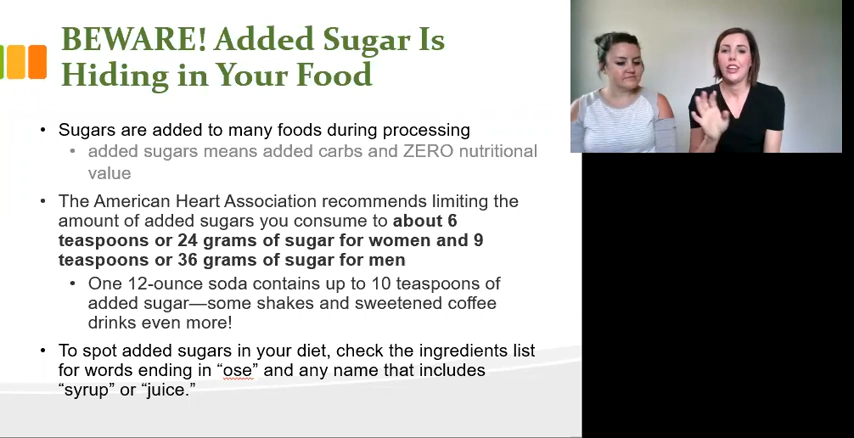 BEWARE! Added Sugar Is
Hiding in Your Food
• Sugars are added to many foods during processing
• added sugars means added carbs and ZERO nutritional
value
• The American Heart Association recommends limiting the
amount of added sugars you consume to about 6
teaspoons or 24 grams of sugar for women and 9
teaspoons or 36 grams of sugar for men
• One 12-ounce soda contains up to 10 teaspoons of
added sugar—some shakes and sweetened coffee
drinks even more!
• To spot added sugars in your diet, check the ingredients list
for words ending in “ose” and any name that includes
“syrup” or “juice.”